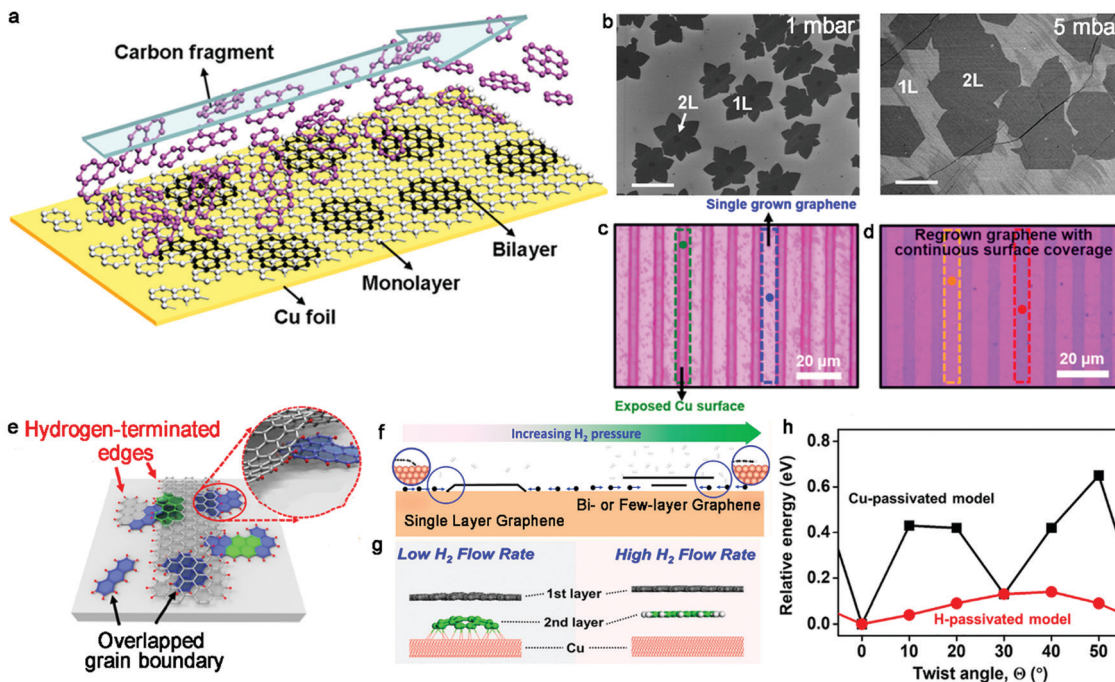 a
Carbon fragment
Bilayer
Monolayer
Cu foil
b
1 mbar
2L
1L
5 mbar
1L
2L
Single grown graphene
c
20 µm
Exposed Cu surface
d
Regrown graphene with
continuous surface coverage
20 µm
e
Hydrogen-terminated
edges
Overlapped
grain boundary
f
Increasing H₂ pressure
Single Layer Graphene
Bi- or Few-layer Graphene
g
Low H₂ Flow Rate
High H₂ Flow Rate
1st layer
2nd layer
Cu
h
Relative energy (eV)
0.8
0.6
0.4
0.2
0.0
Cu-passivated model
H-passivated model
0 10 20 30 40 50
Twist angle, Θ (°)